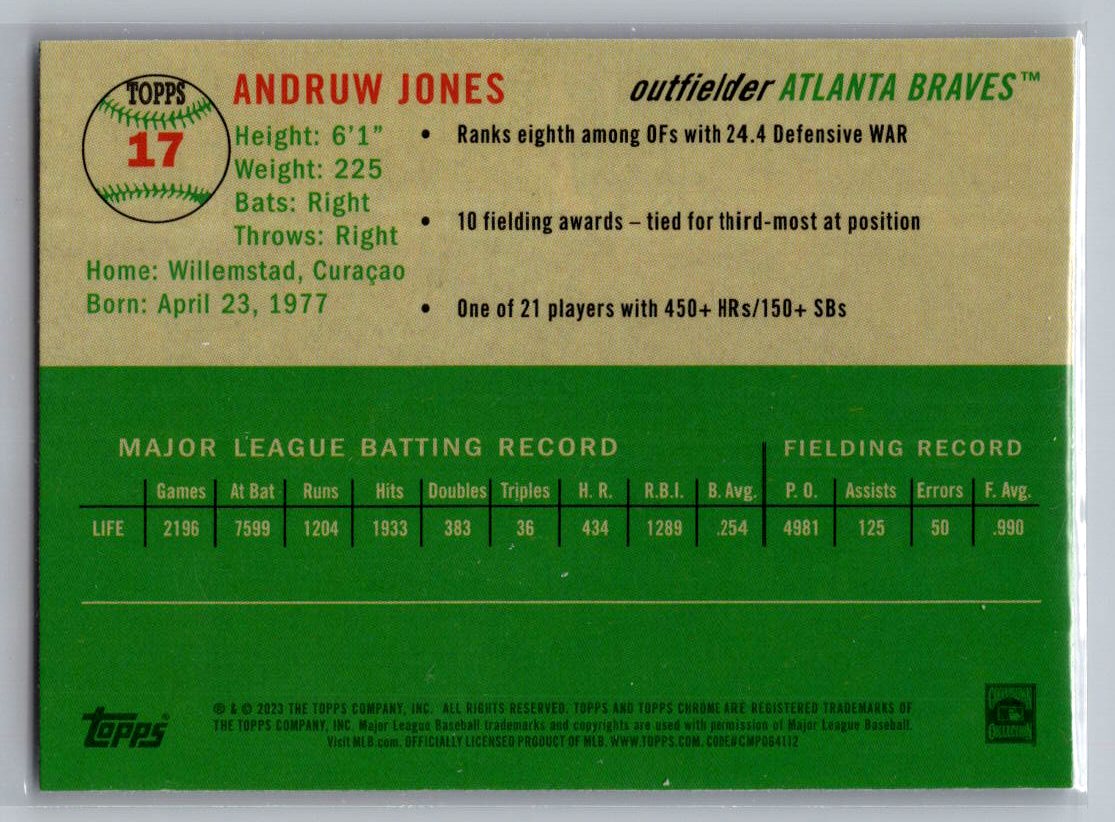 TOPPS
17
ANDRUW JONES
outfielder ATLANTA BRAVES™
Height: 6'1"
Weight: 225
Bats: Right
Throws: Right
Home: Willemstad, Curaçao
Born: April 23, 1977
• Ranks eighth among OFs with 24.4 Defensive WAR
• 10 fielding awards – tied for third-most at position
• One of 21 players with 450+ HRs/150+ SBs
MAJOR LEAGUE BATTING RECORD FIELDING RECORD
Games At Bat Runs Hits Doubles Triples H. R. R.B.I. B. Avg. P. O. Assists Errors F. Avg.
LIFE 2196 7599 1204 1933 383 36 434 1289 .254 4981 125 50 .990
topps
® & © 2023 THE TOPPS COMPANY, INC. ALL RIGHTS RESERVED. TOPPS AND TOPPS CHROME ARE REGISTERED TRADEMARKS OF
THE TOPPS COMPANY, INC. Major League Baseball trademarks and copyrights are used with permission of Major League Baseball.
Visit MLB.com. OFFICIALLY LICENSED PRODUCT OF MLB. WWW.TOPPS.COM. CODE#CMP064112